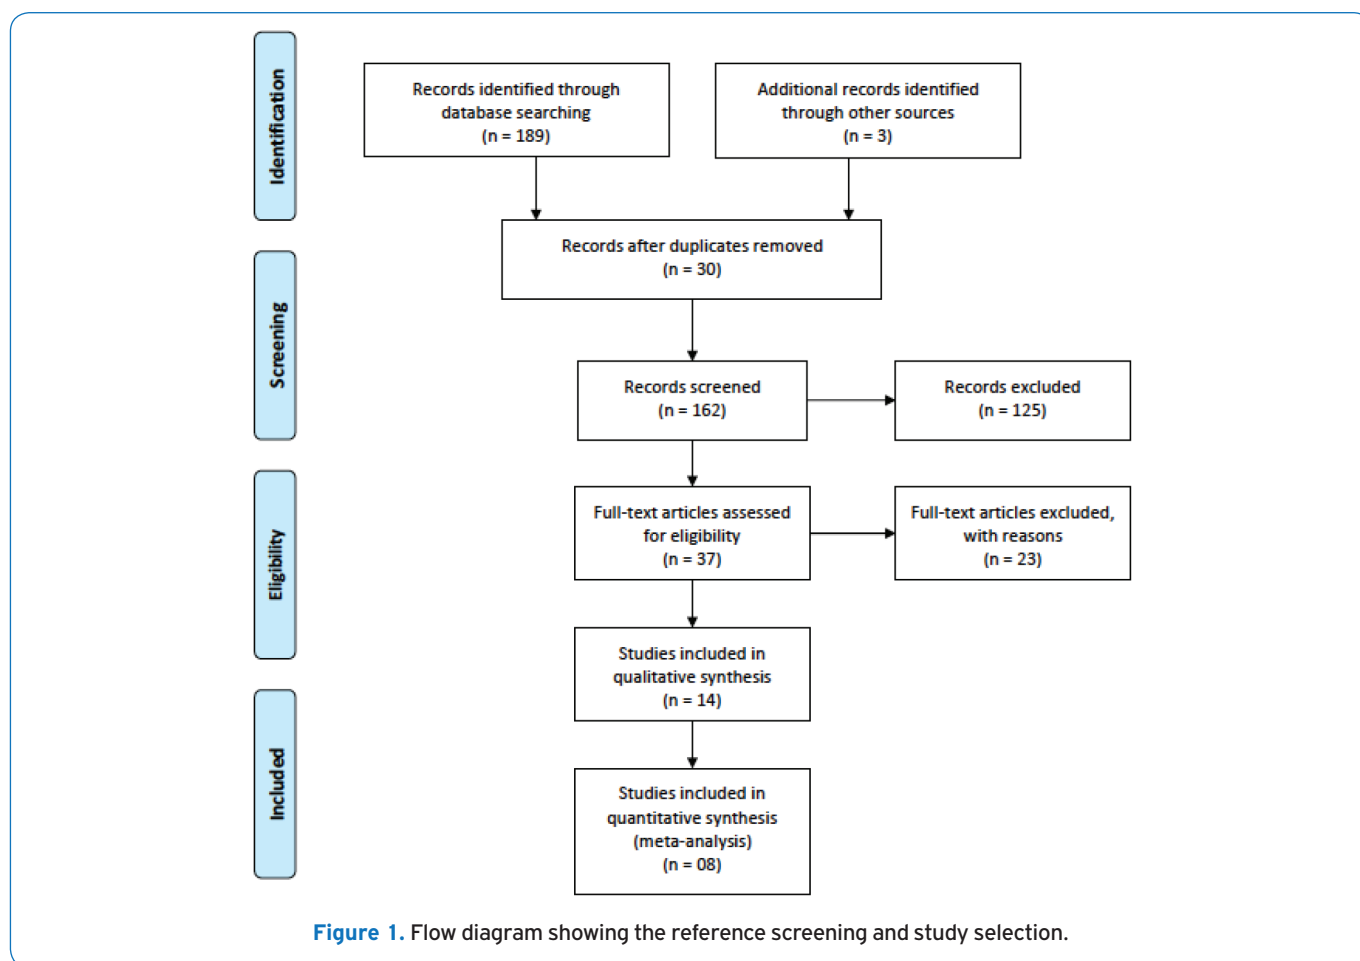 Identification
Records identified through
database searching
(n = 189)
Additional records identified
through other sources
(n = 3)
Records after duplicates removed
(n = 30)
Screening
Records screened
(n = 162)
Records excluded
(n = 125)
Eligibility
Full-text articles assessed
for eligibility
(n = 37)
Full-text articles excluded,
with reasons
(n = 23)
Studies included in
qualitative synthesis
(n = 14)
Included
Studies included in
quantitative synthesis
(meta-analysis)
(n = 08)
Figure 1. Flow diagram showing the reference screening and study selection.